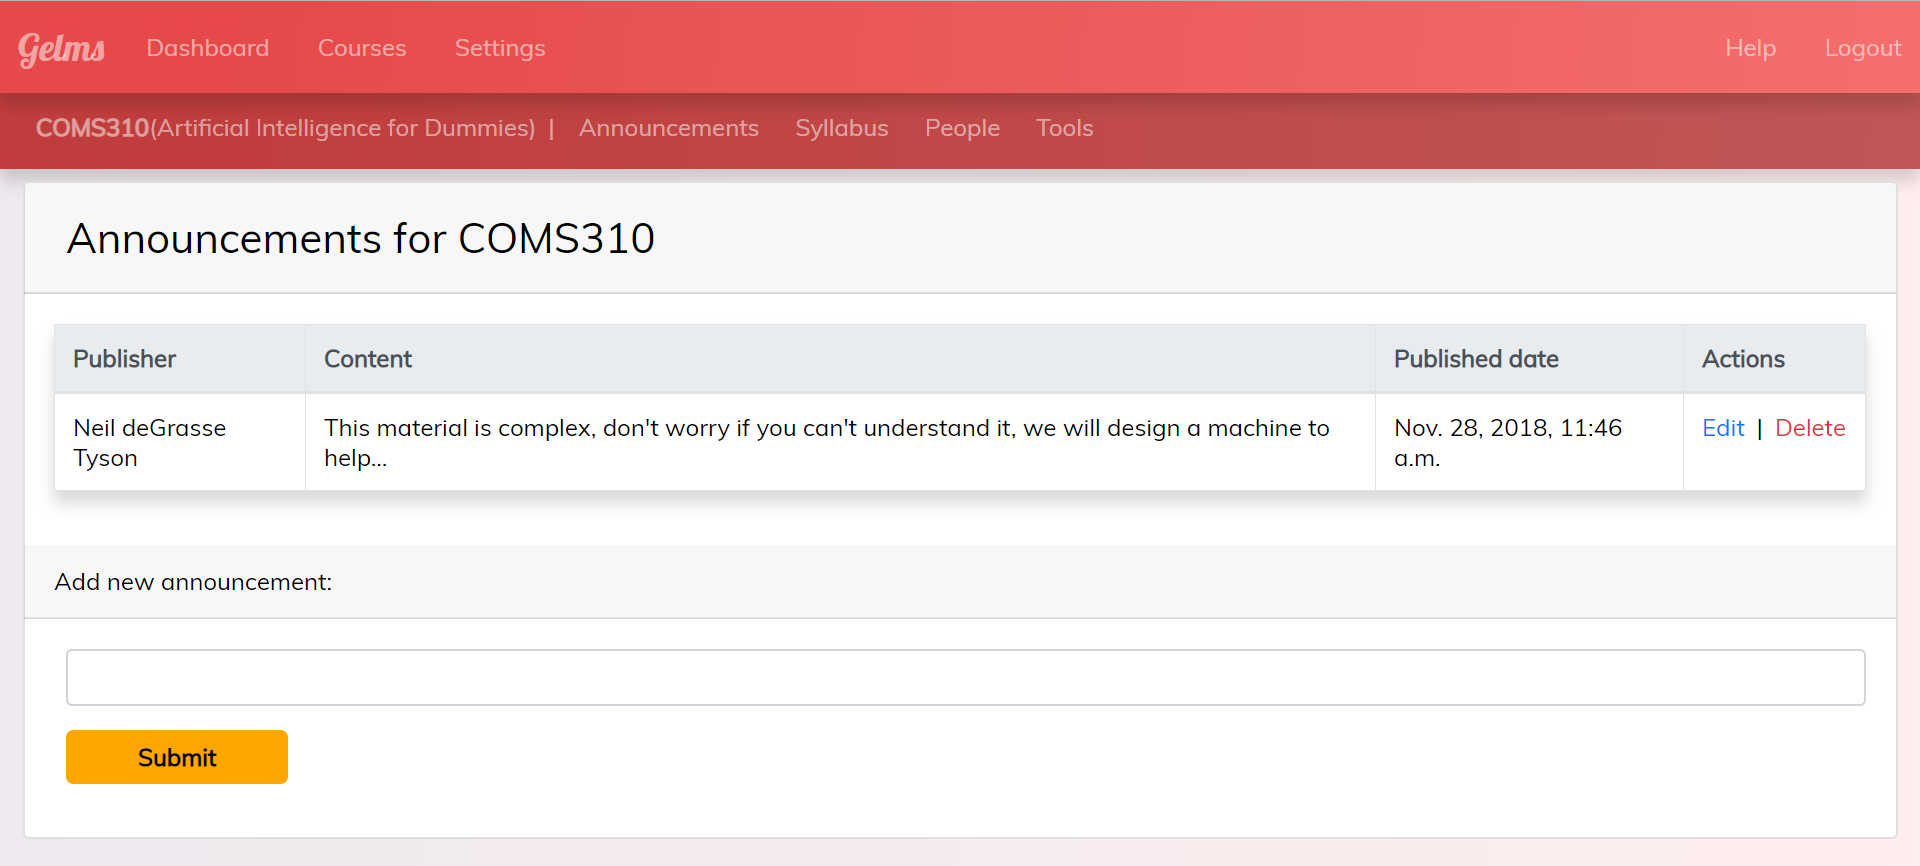 Gelms Dashboard Courses Settings Help Logout
COMS310(Artificial Intelligence for Dummies) | Announcements Syllabus People Tools
Announcements for COMS310
Publisher Content Published date Actions
Neil deGrasse This material is complex, don't worry if you can't understand it, we will design a machine to Nov. 28, 2018, 11:46 Edit | Delete
Tyson help... a.m.
Add new announcement:
Submit